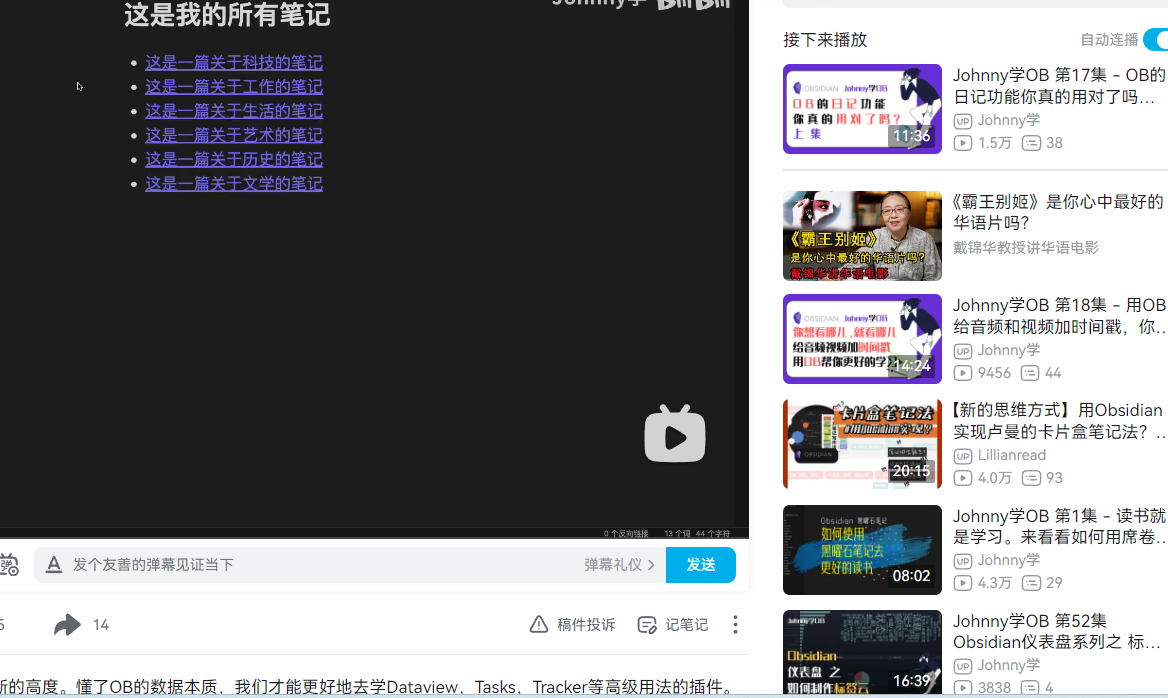 这是我的所有笔记
Johnny学 bilibili
这是一篇关于科技的笔记
这是一篇关于工作的笔记
这是一篇关于生活的笔记
这是一篇关于艺术的笔记
这是一篇关于历史的笔记
这是一篇关于文学的笔记
0 个反向链接 13 个词 44 个字符
弹 A 发个友善的弹幕见证当下 弹幕礼仪 > 发送
14 稿件投诉 记笔记
新的高度。懂了OB的数据本质，我们才能更好地去学Dataview、Tasks、Tracker等高级用法的插件。
接下来播放 自动连播
OBSIDIAN Johnny学OB
OB的日记功能
你真的用对了吗?
上集
11:36
Johnny学OB 第17集 - OB的
日记功能你真的用对了吗...
UP Johnny学
1.5万 38
《霸王别姬》
是你心中最好的华语片吗?
戴锦华讲华语电影
《霸王别姬》是你心中最好的
华语片吗？
戴锦华教授讲华语电影
OBSIDIAN Johnny学OB
你想看哪儿,就看哪儿
给音频视频加时间戳
用OB帮你更好的学习
14:24
Johnny学OB 第18集 - 用OB
给音频和视频加时间戳，你...
UP Johnny学
9456 44
卡片盒笔记法
如何用Obsidian实现?
OBSIDIAN
20:15
【新的思维方式】用Obsidian
实现卢曼的卡片盒笔记法？...
UP Lillianread
4.0万 93
Obsidian 黑曜石笔记
如何使用
黑曜石笔记去
更好的读书
08:02
Johnny学OB 第1集 - 读书就
是学习。来看看如何用席卷...
UP Johnny学
4.3万 29
Johnny学OB
Obsidian
仪表盘 之
如何制作标签云
16:39
Johnny学OB 第52集
Obsidian仪表盘系列之 标...
UP Johnny学
3838 4